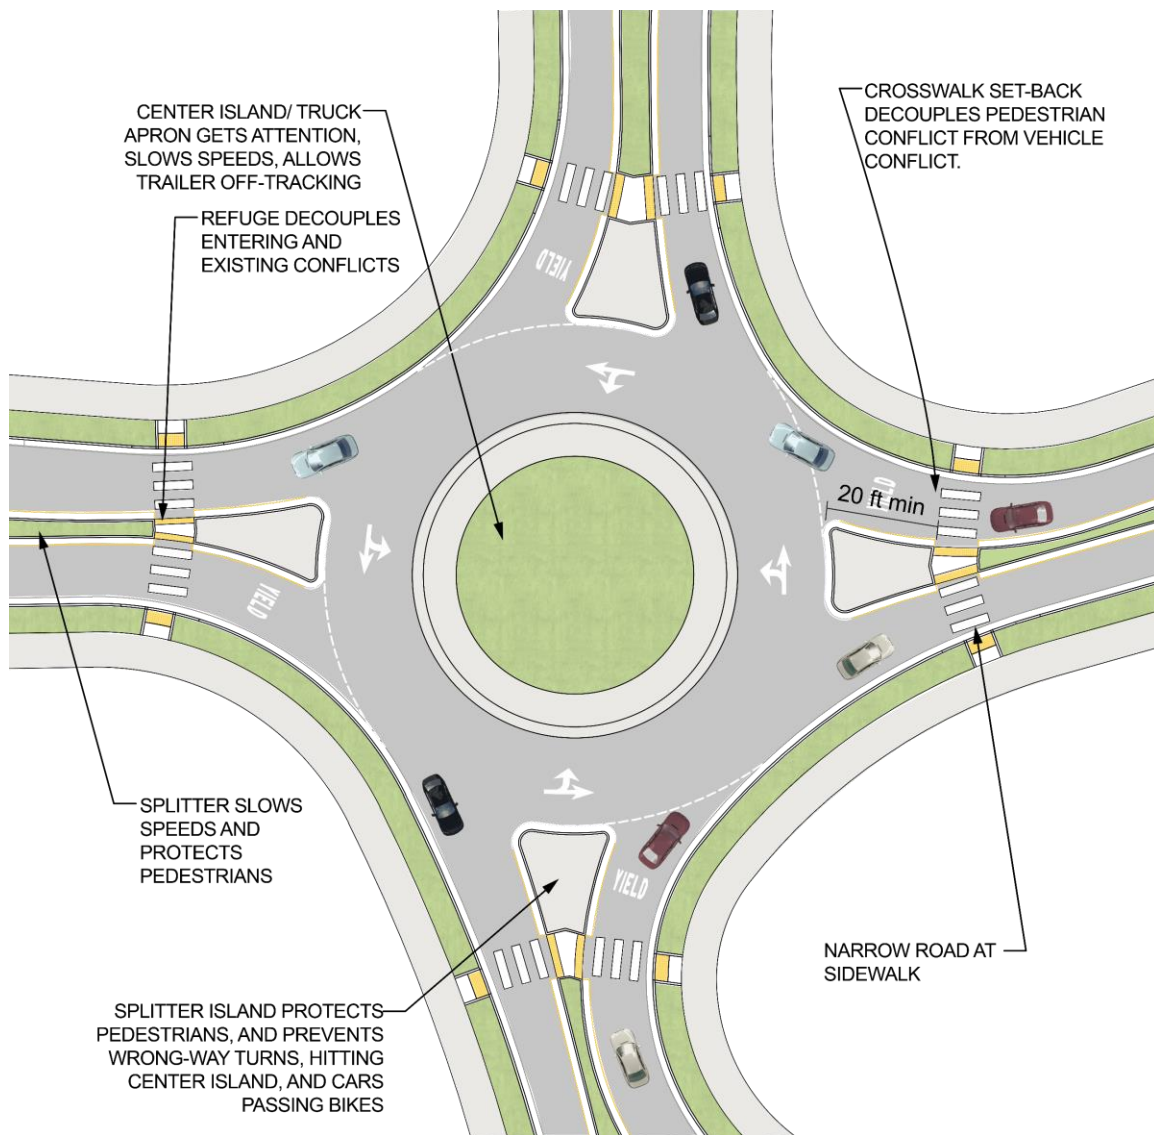 CENTER ISLAND/ TRUCK
APRON GETS ATTENTION,
SLOWS SPEEDS, ALLOWS
TRAILER OFF-TRACKING
CROSSWALK SET-BACK
DECOUPLES PEDESTRIAN
CONFLICT FROM VEHICLE
CONFLICT.
REFUGE DECOUPLES
ENTERING AND
EXISTING CONFLICTS
YIELD
YIELD
20 ft min
YIELD
SPLITTER SLOWS
SPEEDS AND
PROTECTS
PEDESTRIANS
YIELD
NARROW ROAD AT
SIDEWALK
SPLITTER ISLAND PROTECTS
PEDESTRIANS, AND PREVENTS
WRONG-WAY TURNS, HITTING
CENTER ISLAND, AND CARS
PASSING BIKES